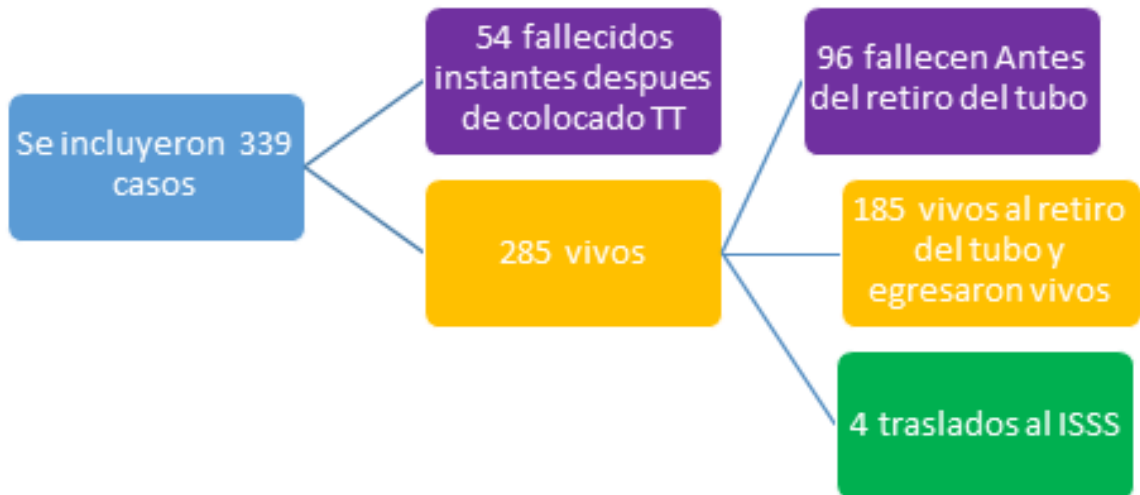 Se incluyeron 339
casos
54 fallecidos
instantes despues
de colocado TT
285 vivos
96 fallecen Antes
del retiro del tubo
185 vivos al retiro
del tubo y
egresaron vivos
4 traslados al ISSS